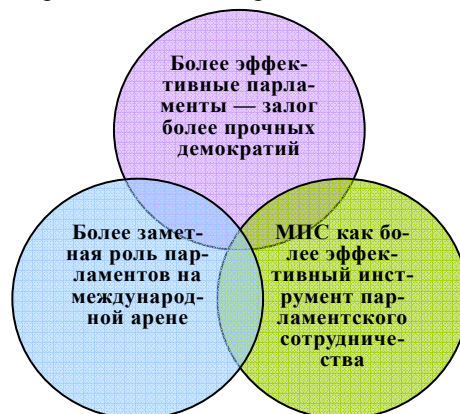 Более эффек-
тивные парла-
менты — залог
более прочных
демократий
Более замет-
ная роль пар-
ламентов на
международ-
ной арене
МПС как бо-
лее эффек-
тивный инст-
румент пар-
ламентского
сотрудниче-
ства